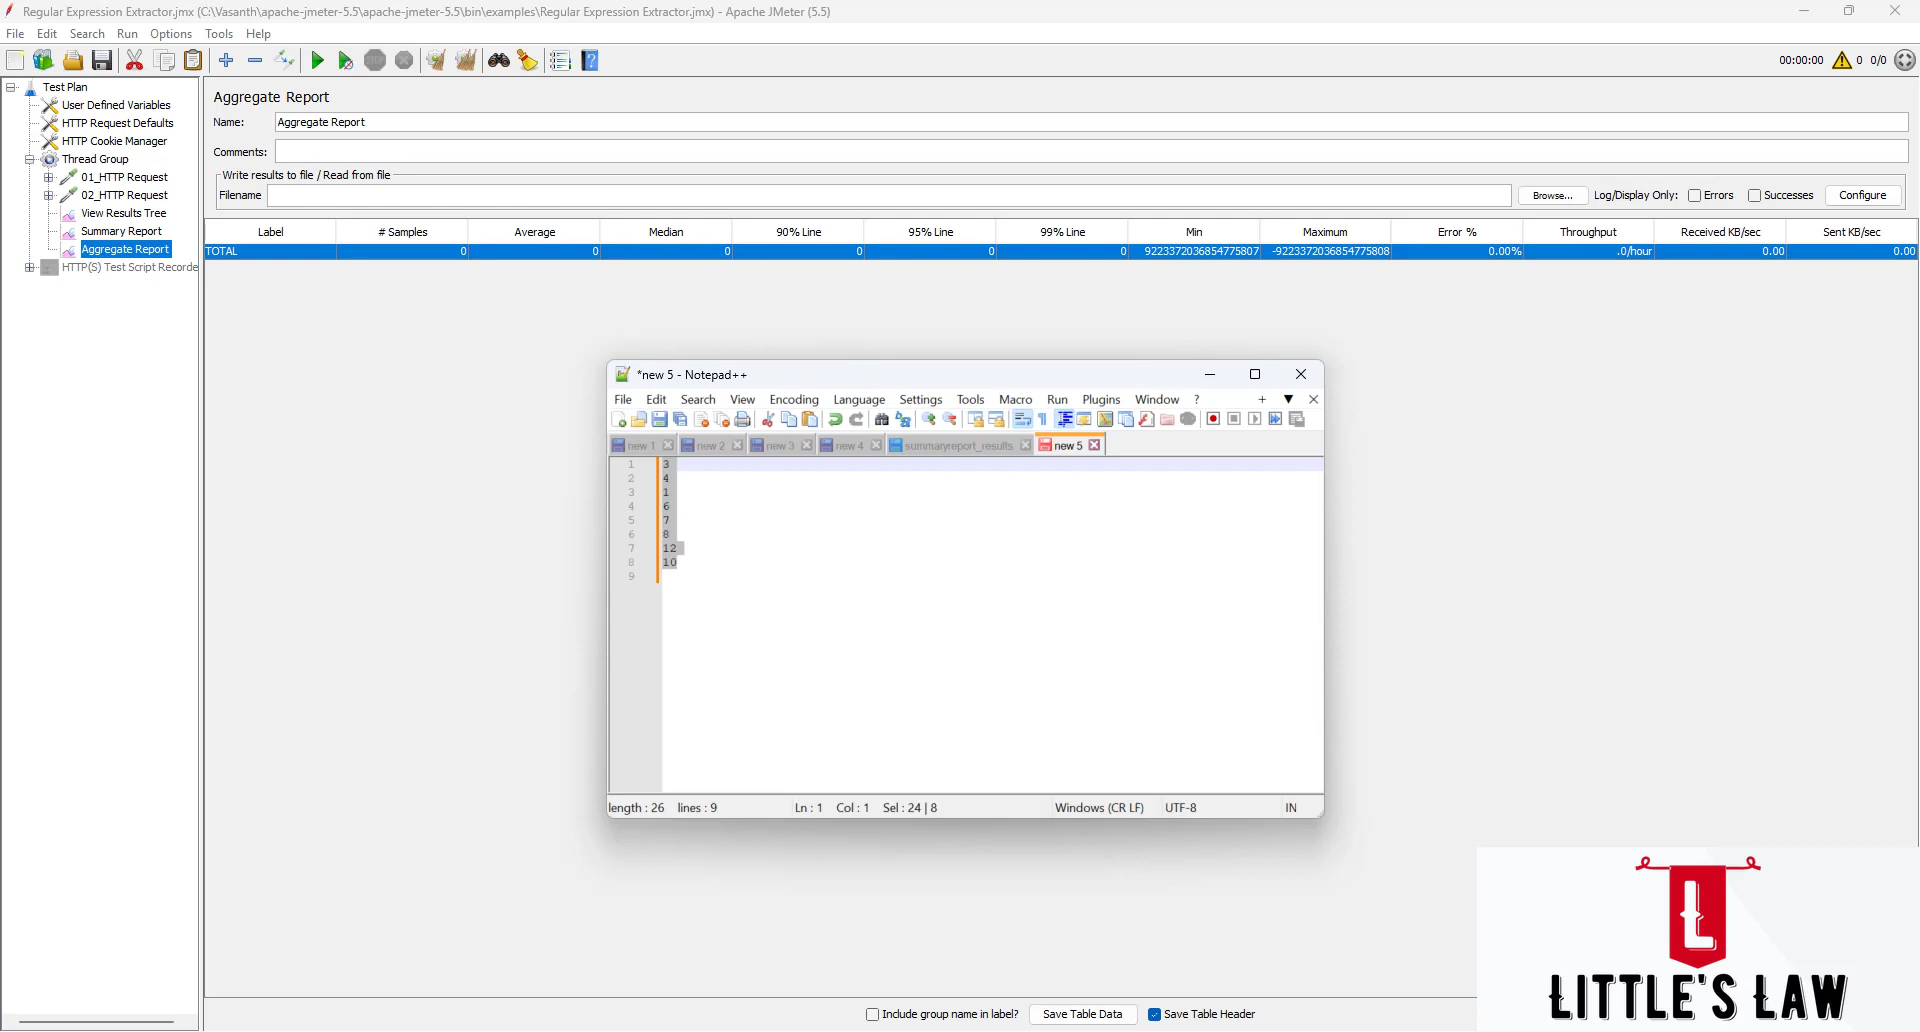 Regular Expression Extractor.jmx (C:\Vasanth\apache-jmeter-5.5\apache-jmeter-5.5\bin\examples\Regular Expression Extractor.jmx) - Apache JMeter (5.5)
File Edit Search Run Options Tools Help
00:00:00 0 0/0
Test Plan
User Defined Variables
HTTP Request Defaults
HTTP Cookie Manager
Thread Group
01_HTTP Request
02_HTTP Request
View Results Tree
Summary Report
Aggregate Report
HTTP(S) Test Script Recorde
Aggregate Report
Name: Aggregate Report
Comments:
Write results to file / Read from file
Filename Browse... Log/Display Only: Errors Successes Configure
Label # Samples Average Median 90% Line 95% Line 99% Line Min Maximum Error % Throughput Received KB/sec Sent KB/sec
TOTAL 0 0 0 0 0 0 9223372036854775807 -9223372036854775808 0.00% .0/hour 0.00 0.00
*new 5 - Notepad++
File Edit Search View Encoding Language Settings Tools Macro Run Plugins Window ?
new 1 new 2 new 3 new 4 summaryreport_results new 5
1 3
2 4
3 1
4 6
5 7
6 8
7 12
8 10
9
length : 26 lines : 9 Ln : 1 Col : 1 Sel : 24 | 8 Windows (CR LF) UTF-8 IN
Include group name in label? Save Table Data Save Table Header
L
LITTLE'S LAW